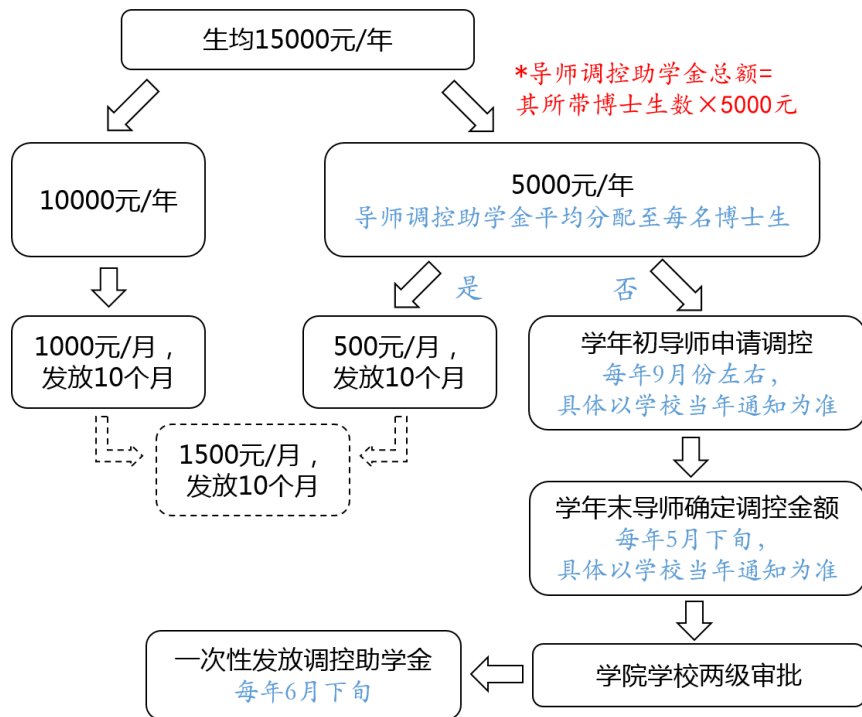 生均15000元/年
*导师调控助学金总额=
其所带博士生数×5000元
10000元/年
5000元/年
导师调控助学金平均分配至每名博士生
是
否
1000元/月，
发放10个月
500元/月，
发放10个月
学年初导师申请调控
每年9月份左右，
具体以学校当年通知为准
1500元/月，
发放10个月
学年末导师确定调控金额
每年5月下旬，
具体以学校当年通知为准
一次性发放调控助学金
每年6月下旬
学院学校两级审批